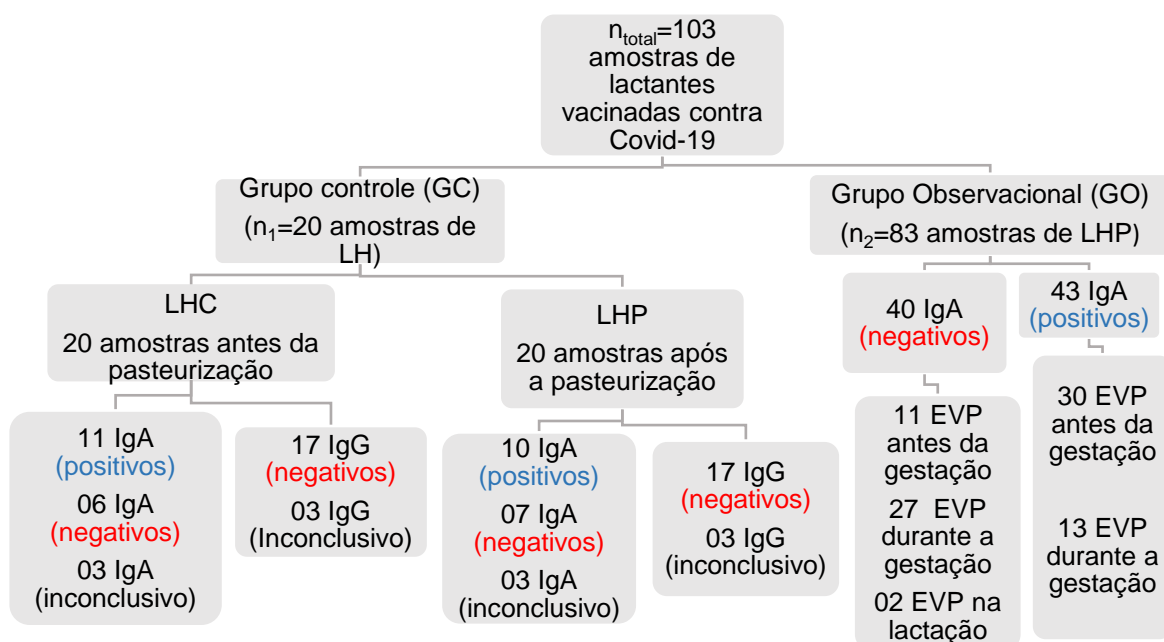 n_total=103
amostras de
lactantes
vacinadas contra
Covid-19
Grupo controle (GC)
(n₁=20 amostras de
LH)
Grupo Observacional (GO)
(n₂=83 amostras de LHP)
LHC
20 amostras antes da
pasteurização
LHP
20 amostras após
a pasteurização
40 IgA
(negativos)
43 IgA
(positivos)
11 IgA
(positivos)
06 IgA
(negativos)
03 IgA
(inconclusivo)
17 IgG
(negativos)
03 IgG
(Inconclusivo)
10 IgA
(positivos)
07 IgA
(negativos)
03 IgA
(inconclusivo)
17 IgG
(negativos)
03 IgG
(inconclusivo)
11 EVP
antes da
gestação
27 EVP
durante a
gestação
02 EVP na
lactação
30 EVP
antes da
gestação
13 EVP
durante a
gestação